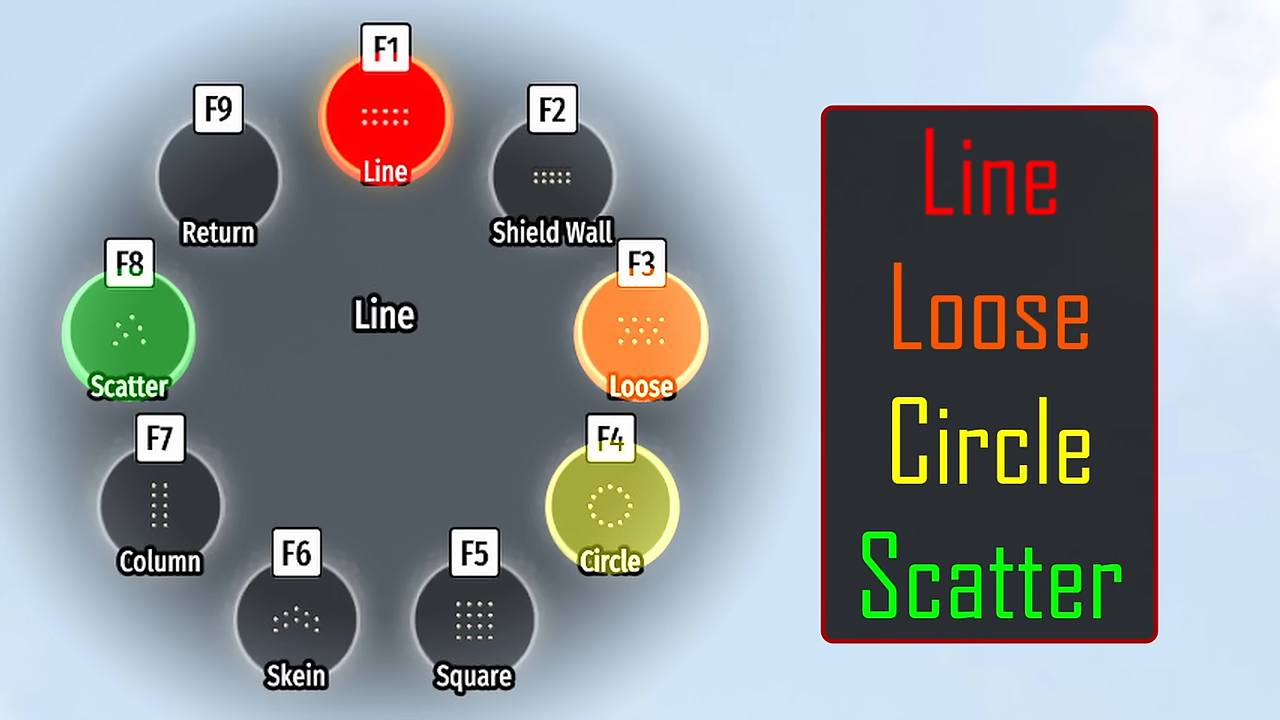 F1
Line
F2
Shield Wall
F3
Loose
F4
Circle
F5
Square
F6
Skein
F7
Column
F8
Scatter
F9
Return
Line
Line
Loose
Circle
Scatter